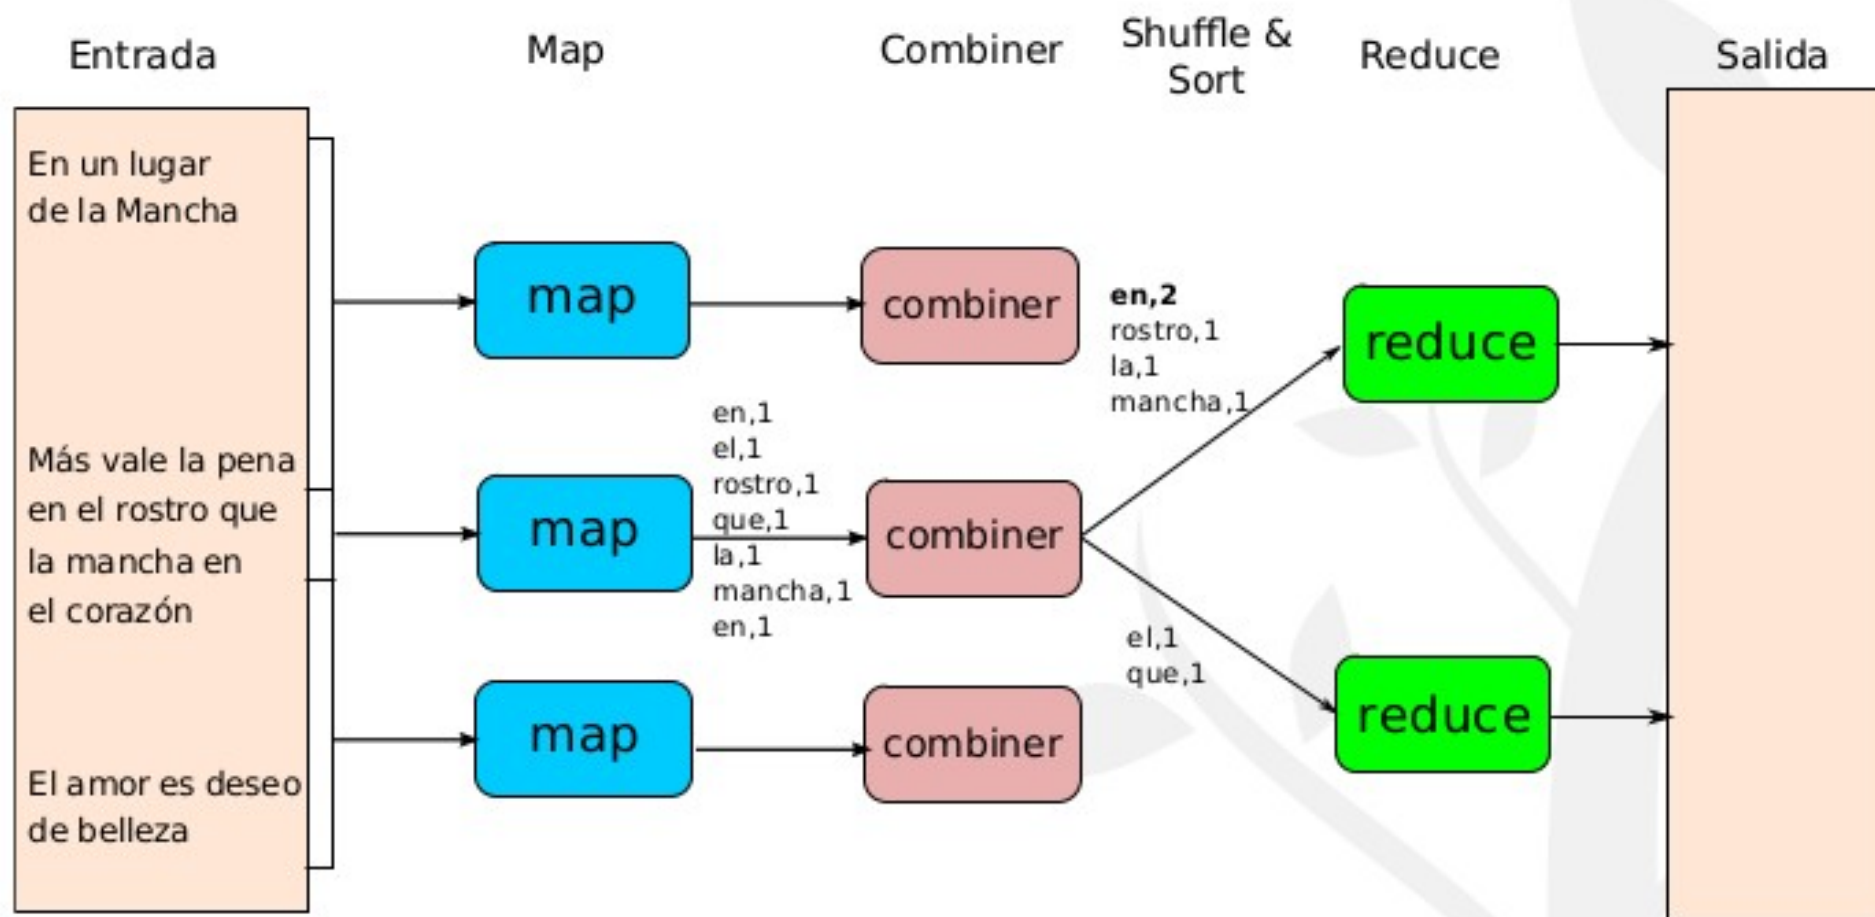 Entrada
Map
Combiner
Shuffle &
Sort
Reduce
Salida
En un lugar
de la Mancha
Más vale la pena
en el rostro que
la mancha en
el corazón
El amor es deseo
de belleza
map
map
map
en,1
el,1
rostro,1
que,1
la,1
mancha,1
en,1
combiner
combiner
combiner
en,2
rostro,1
la,1
mancha,1
el,1
que,1
reduce
reduce